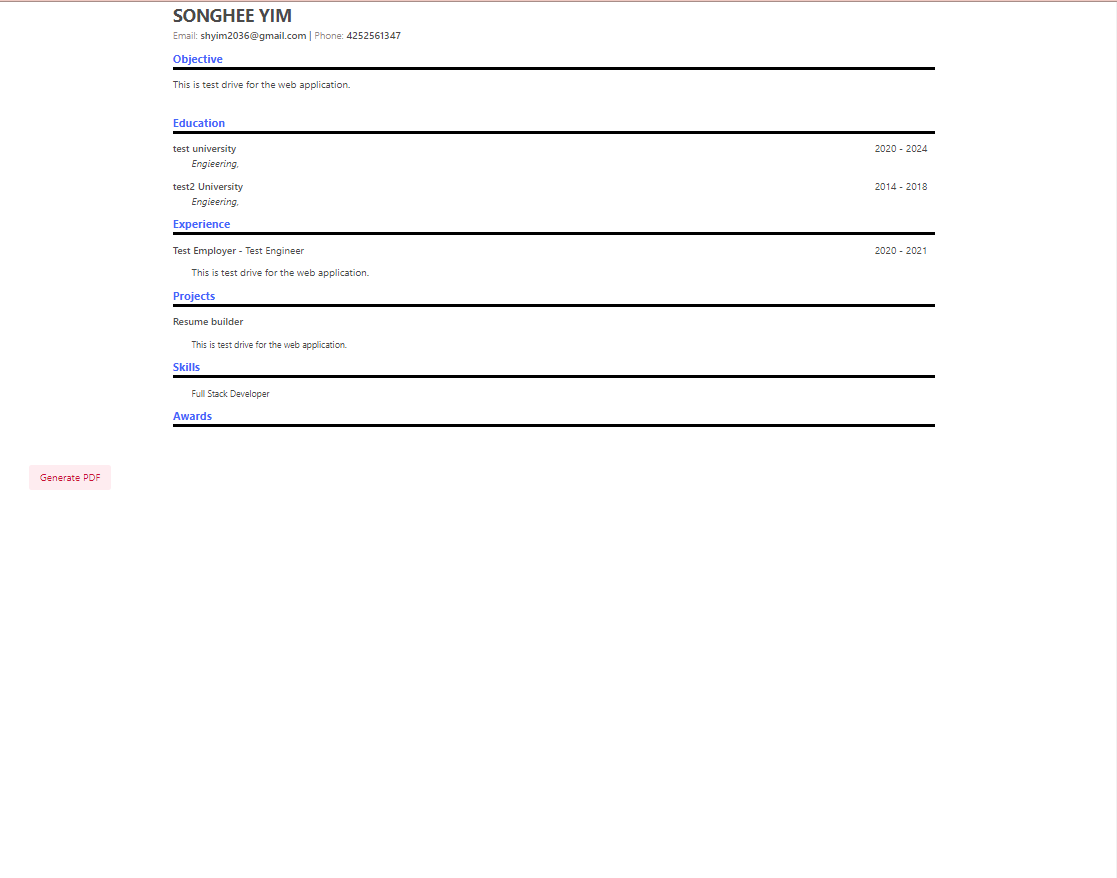 SONGHEE YIM
Email: shyim2036@gmail.com | Phone: 4252561347
Objective
This is test drive for the web application.
Education
test university 2020 - 2024
Engieering,
test2 University 2014 - 2018
Engieering,
Experience
Test Employer - Test Engineer 2020 - 2021
This is test drive for the web application.
Projects
Resume builder
This is test drive for the web application.
Skills
Full Stack Developer
Awards
Generate PDF